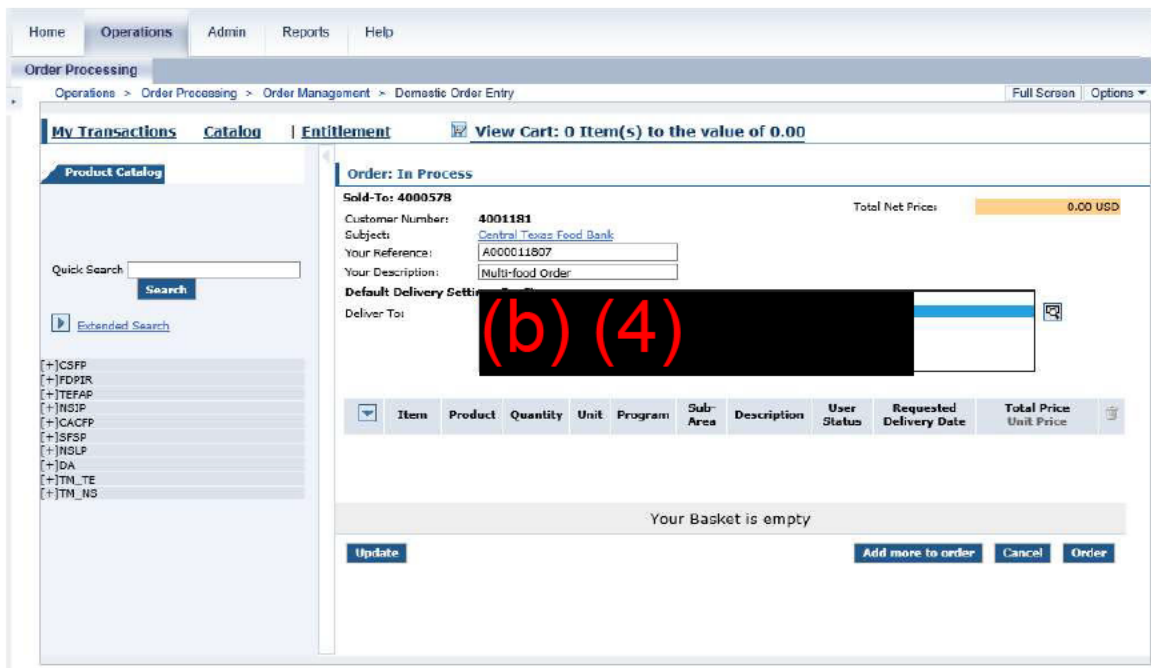 Home Operations Admin Reports Help
Order Processing
Operations > Order Processing > Order Management > Domestic Order Entry Full Screen Options
My Transactions Catalog | Entitlement View Cart: 0 Item(s) to the value of 0.00
Product Catalog
Quick Search
Search
Extended Search
[+]CSFP
[+]FDPIR
[+]TEFAP
[+]NSIP
[+]CACFP
[+]SFSP
[+]NSLP
[+]DA
[+]TM_TE
[+]TM_NS
Order: In Process
Sold-To: 4000578
Total Net Price: 0.00 USD
Customer Number: 4001181
Subject: Central Texas Food Bank
Your Reference: A000011807
Your Description: Multi-food Order
Default Delivery
Deliver To:
(b) (4)
Item Product Quantity Unit Program Sub-Area Description User Status Requested Delivery Date Total Price Unit Price
Your Basket is empty
Update Add more to order Cancel Order